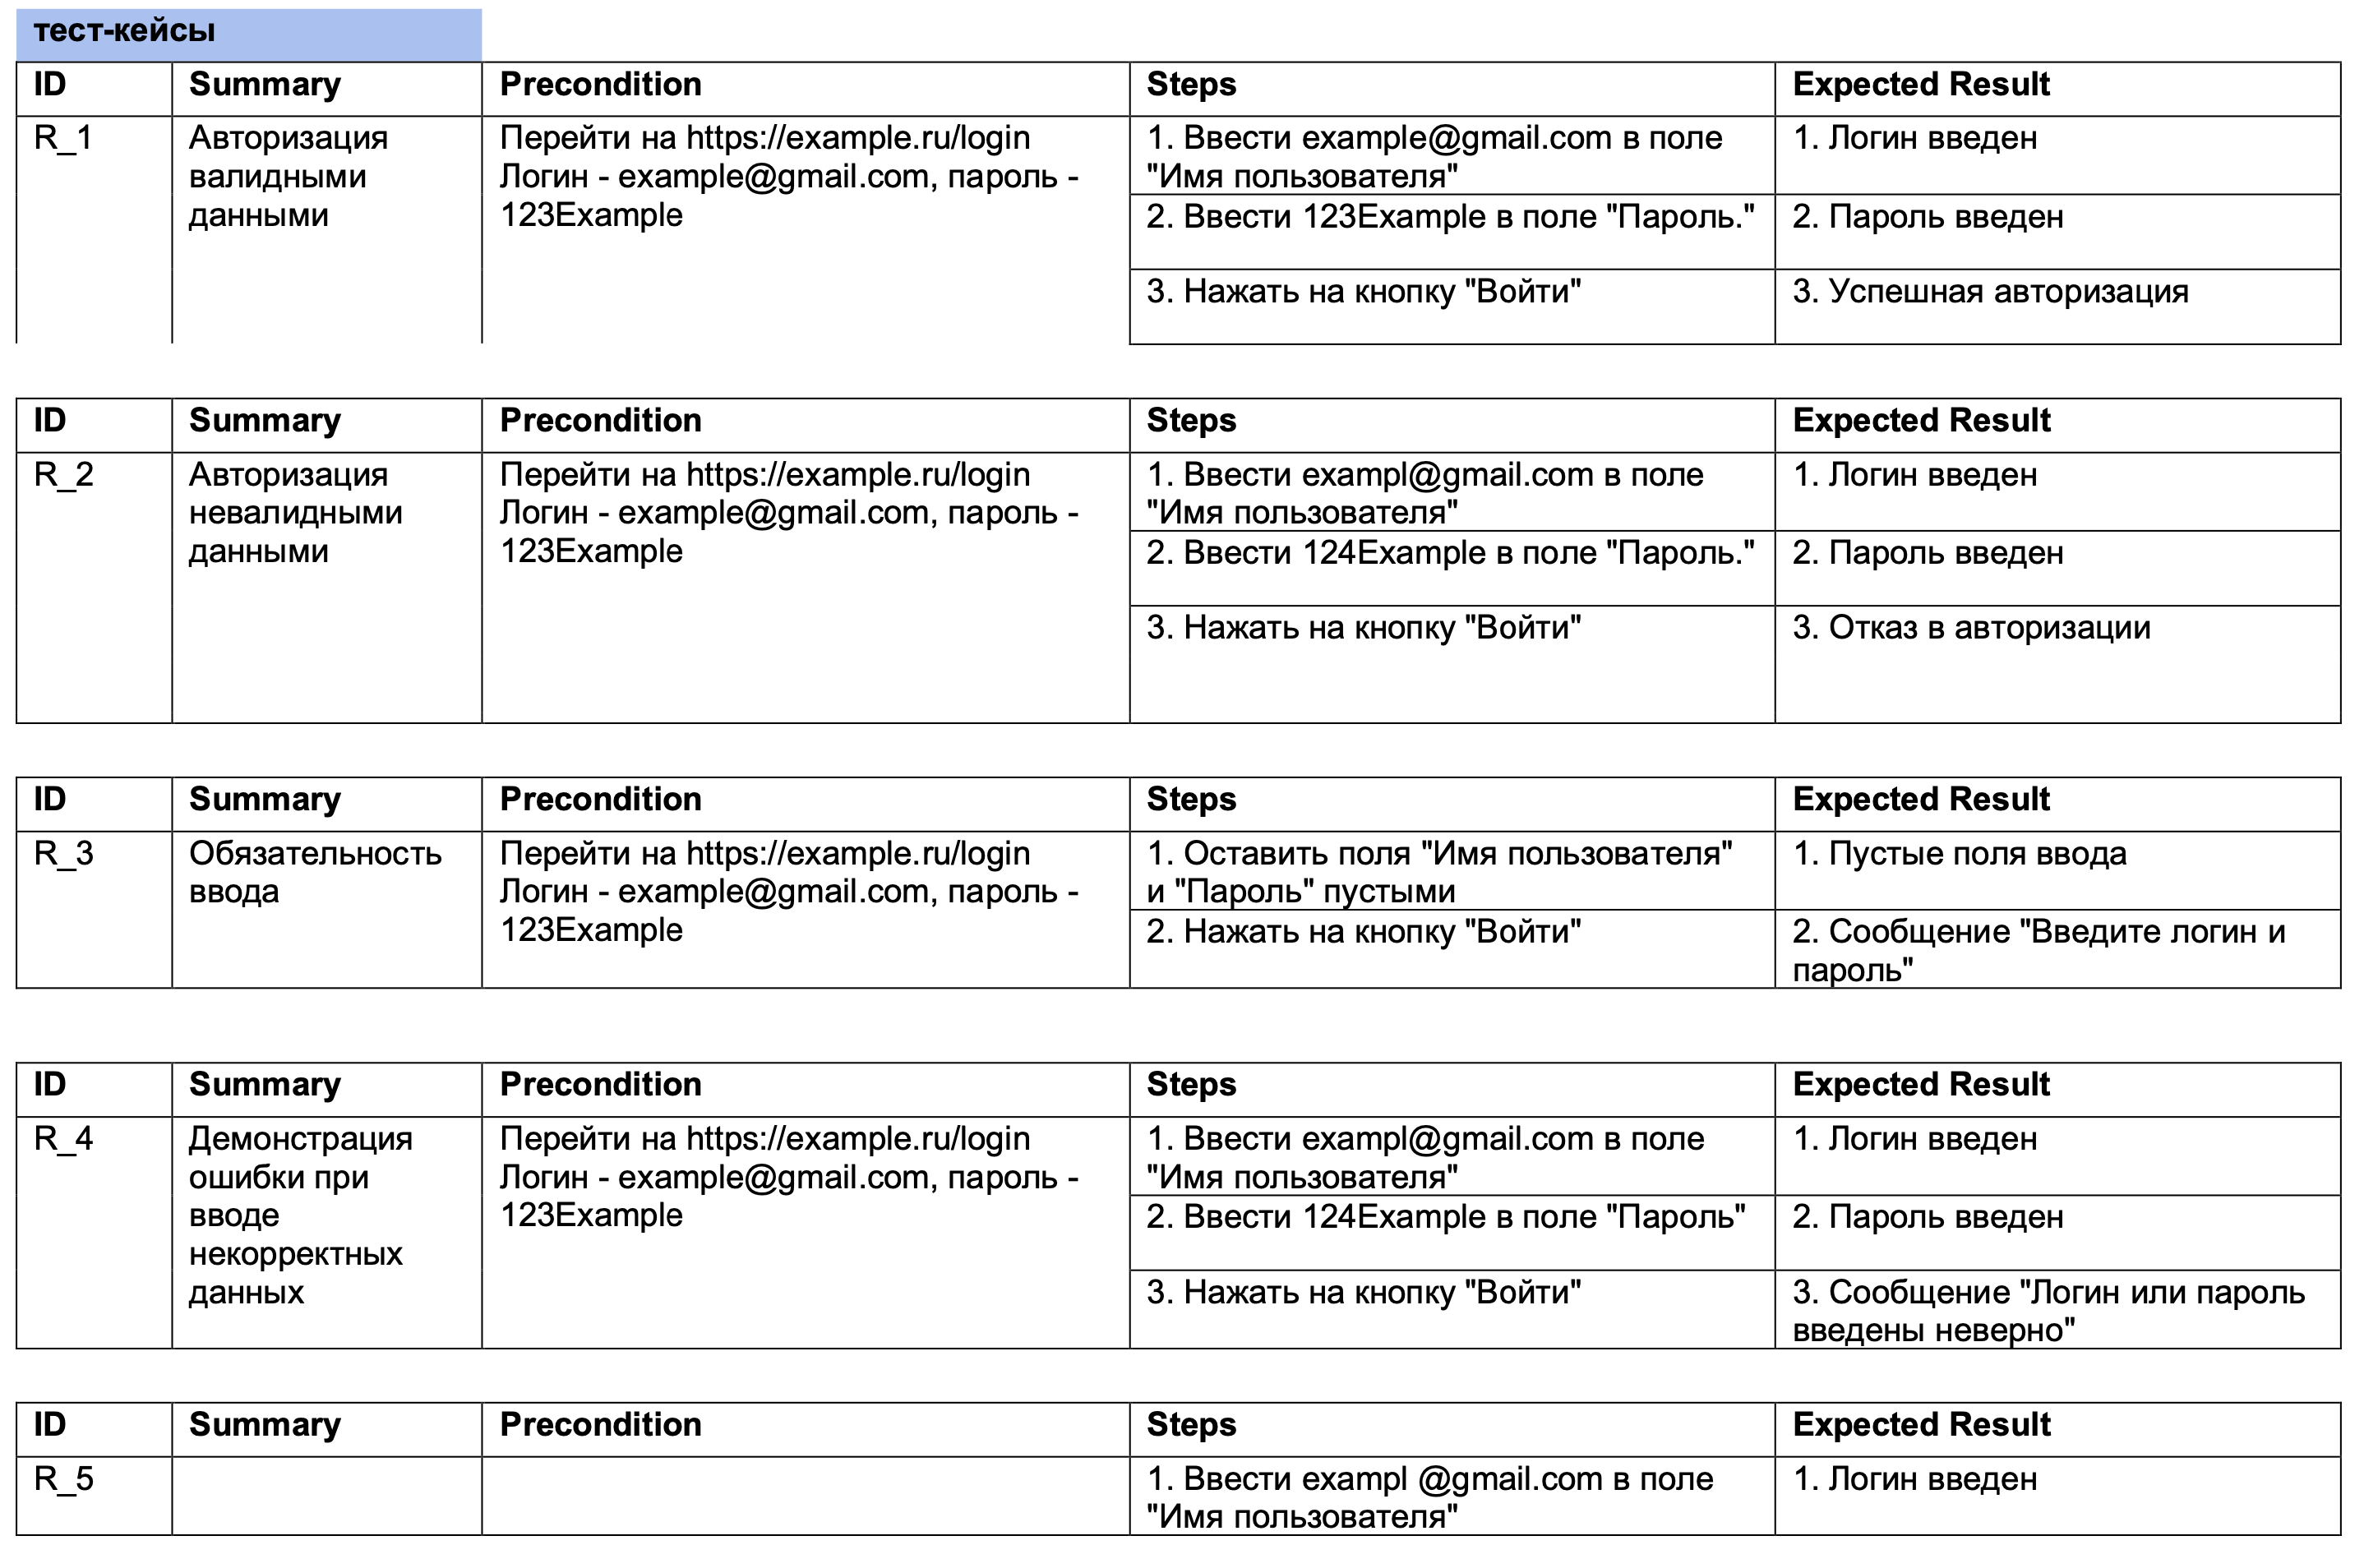 тест-кейсы
ID Summary Precondition Steps Expected Result
R_1 Авторизация валидными данными Перейти на https://example.ru/login Логин - example@gmail.com, пароль - 123Example 1. Ввести example@gmail.com в поле "Имя пользователя" 1. Логин введен
2. Ввести 123Example в поле "Пароль." 2. Пароль введен
3. Нажать на кнопку "Войти" 3. Успешная авторизация
ID Summary Precondition Steps Expected Result
R_2 Авторизация невалидными данными Перейти на https://example.ru/login Логин - example@gmail.com, пароль - 123Example 1. Ввести exampl@gmail.com в поле "Имя пользователя" 1. Логин введен
2. Ввести 124Example в поле "Пароль." 2. Пароль введен
3. Нажать на кнопку "Войти" 3. Отказ в авторизации
ID Summary Precondition Steps Expected Result
R_3 Обязательность ввода Перейти на https://example.ru/login Логин - example@gmail.com, пароль - 123Example 1. Оставить поля "Имя пользователя" и "Пароль" пустыми 1. Пустые поля ввода
2. Нажать на кнопку "Войти" 2. Сообщение "Введите логин и пароль"
ID Summary Precondition Steps Expected Result
R_4 Демонстрация ошибки при вводе некорректных данных Перейти на https://example.ru/login Логин - example@gmail.com, пароль - 123Example 1. Ввести exampl@gmail.com в поле "Имя пользователя" 1. Логин введен
2. Ввести 124Example в поле "Пароль" 2. Пароль введен
3. Нажать на кнопку "Войти" 3. Сообщение "Логин или пароль введены неверно"
ID Summary Precondition Steps Expected Result
R_5 1. Ввести exampl @gmail.com в поле "Имя пользователя" 1. Логин введен